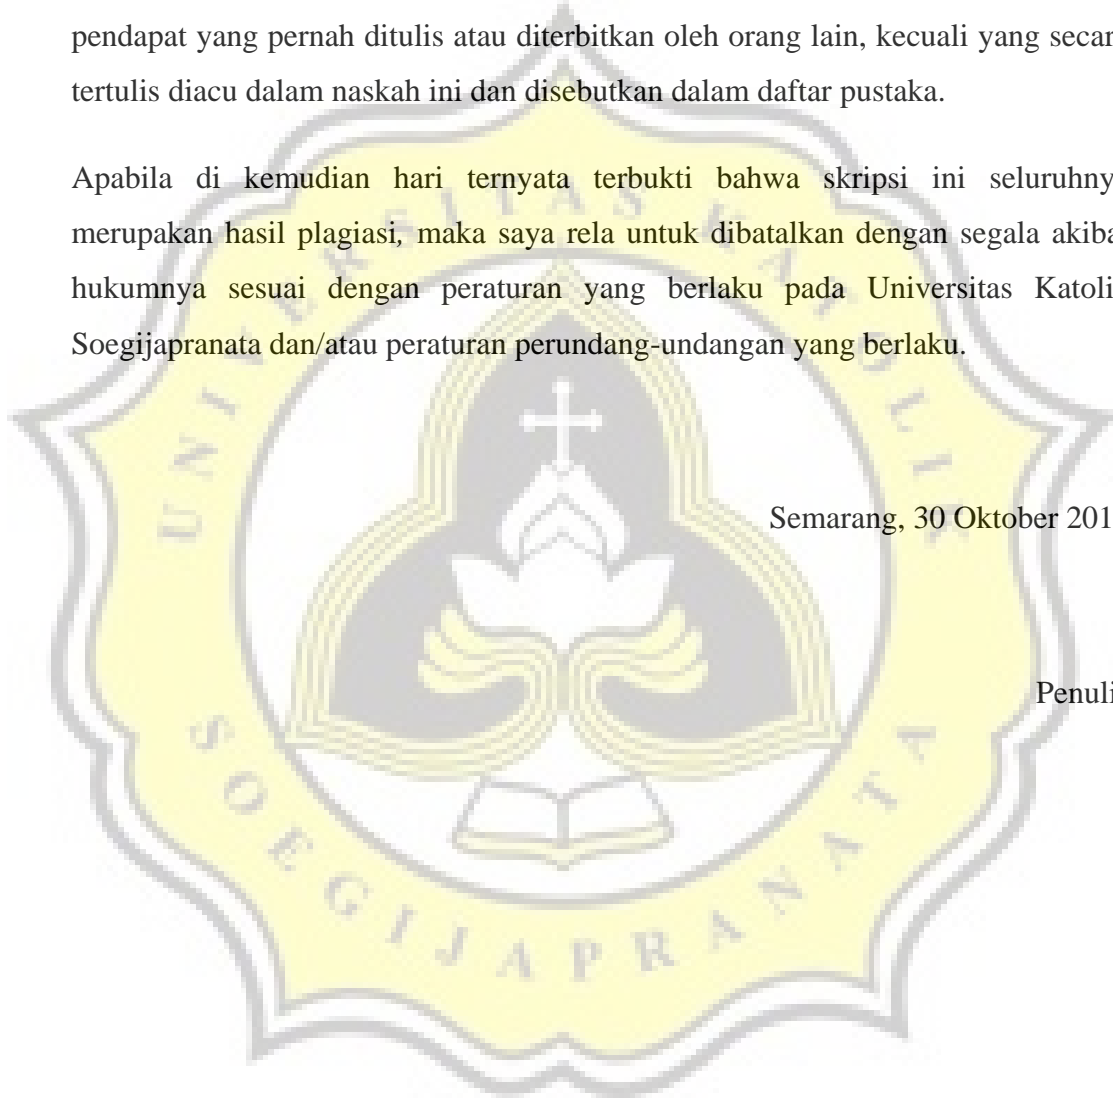 pendapat yang pernah ditulis atau diterbitkan oleh orang lain, kecuali yang secar
tertulis diacu dalam naskah ini dan disebutkan dalam daftar pustaka.
Apabila di kemudian hari ternyata terbukti bahwa skripsi ini seluruhny
merupakan hasil plagiasi, maka saya rela untuk dibatalkan dengan segala akiba
hukumnya sesuai dengan peraturan yang berlaku pada Universitas Katoli
Soegijapranata dan/atau peraturan perundang-undangan yang berlaku.
Semarang, 30 Oktober 201
Penuli
UNIVERSITAS KATOLIK
SOEGIJAPRANATA